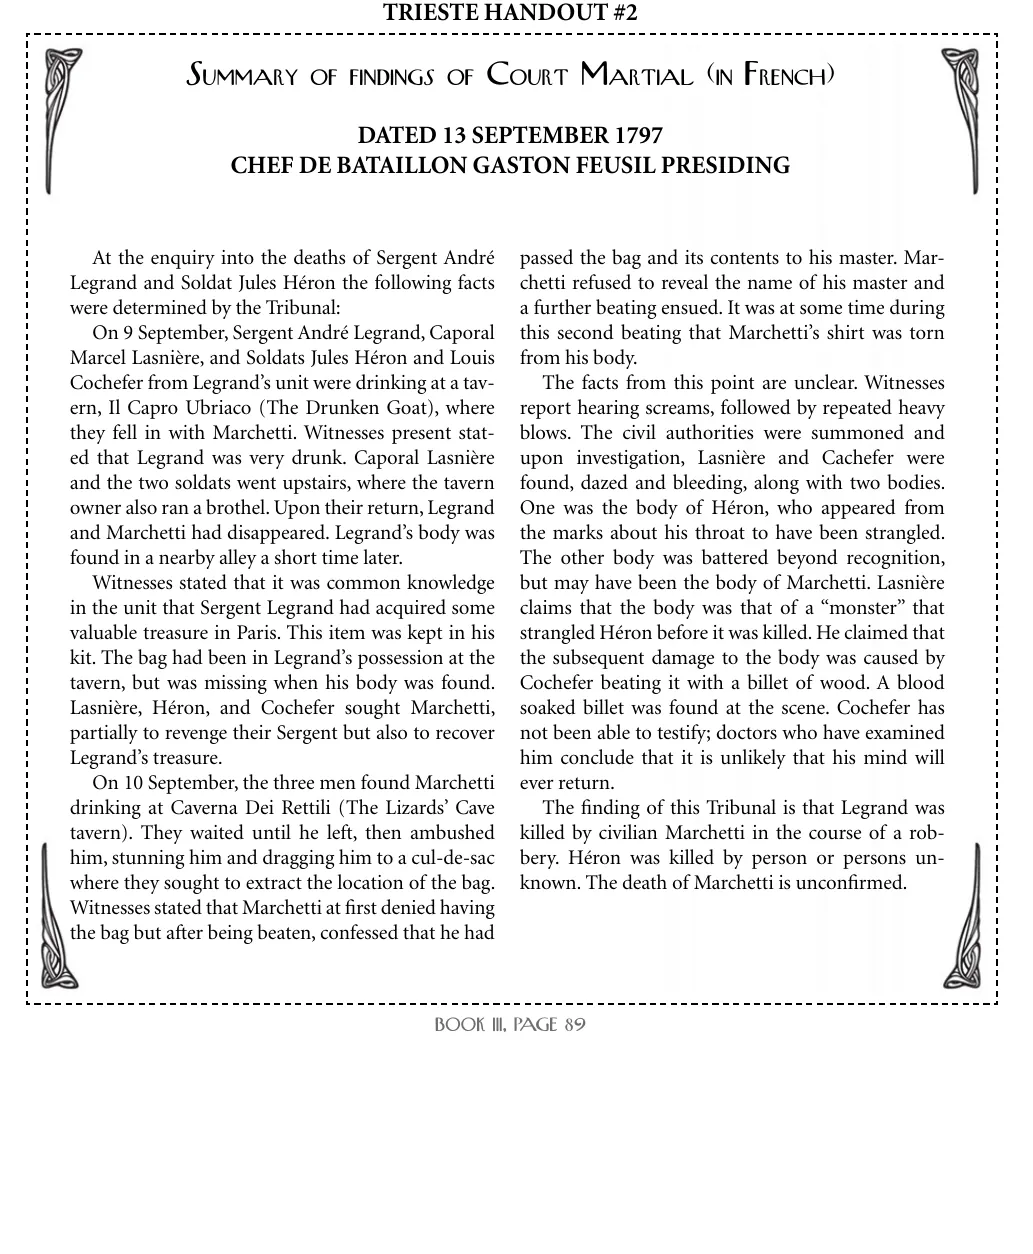 TRIESTE HANDOUT #2
Summary of findings of Court Martial (in French)
DATED 13 SEPTEMBER 1797
CHEF DE BATAILLON GASTON FEUSIL PRESIDING
At the enquiry into the deaths of Sergent André
Legrand and Soldat Jules Héron the following facts
were determined by the Tribunal:
On 9 September, Sergent André Legrand, Caporal
Marcel Lasnière, and Soldats Jules Héron and Louis
Cochefer from Legrand's unit were drinking at a tav-
ern, Il Capro Ubriaco (The Drunken Goat), where
they fell in with Marchetti. Witnesses present stat-
ed that Legrand was very drunk. Caporal Lasnière
and the two soldats went upstairs, where the tavern
owner also ran a brothel. Upon their return, Legrand
and Marchetti had disappeared. Legrand's body was
found in a nearby alley a short time later.
Witnesses stated that it was common knowledge
in the unit that Sergent Legrand had acquired some
valuable treasure in Paris. This item was kept in his
kit. The bag had been in Legrand's possession at the
tavern, but was missing when his body was found.
Lasnière, Héron, and Cochefer sought Marchetti,
partially to revenge their Sergent but also to recover
Legrand's treasure.
On 10 September, the three men found Marchetti
drinking at Caverna Dei Rettili (The Lizards' Cave
tavern). They waited until he left, then ambushed
him, stunning him and dragging him to a cul-de-sac
where they sought to extract the location of the bag.
Witnesses stated that Marchetti at first denied having
the bag but after being beaten, confessed that he had
passed the bag and its contents to his master. Mar-
chetti refused to reveal the name of his master and
a further beating ensued. It was at some time during
this second beating that Marchetti's shirt was torn
from his body.
The facts from this point are unclear. Witnesses
report hearing screams, followed by repeated heavy
blows. The civil authorities were summoned and
upon investigation, Lasnière and Cachefer were
found, dazed and bleeding, along with two bodies.
One was the body of Héron, who appeared from
the marks about his throat to have been strangled.
The other body was battered beyond recognition,
but may have been the body of Marchetti. Lasnière
claims that the body was that of a “monster” that
strangled Héron before it was killed. He claimed that
the subsequent damage to the body was caused by
Cochefer beating it with a billet of wood. A blood
soaked billet was found at the scene. Cochefer has
not been able to testify; doctors who have examined
him conclude that it is unlikely that his mind will
ever return.
The finding of this Tribunal is that Legrand was
killed by civilian Marchetti in the course of a rob-
bery. Héron was killed by person or persons un-
known. The death of Marchetti is unconfirmed.
BOOK III, PAGE 89